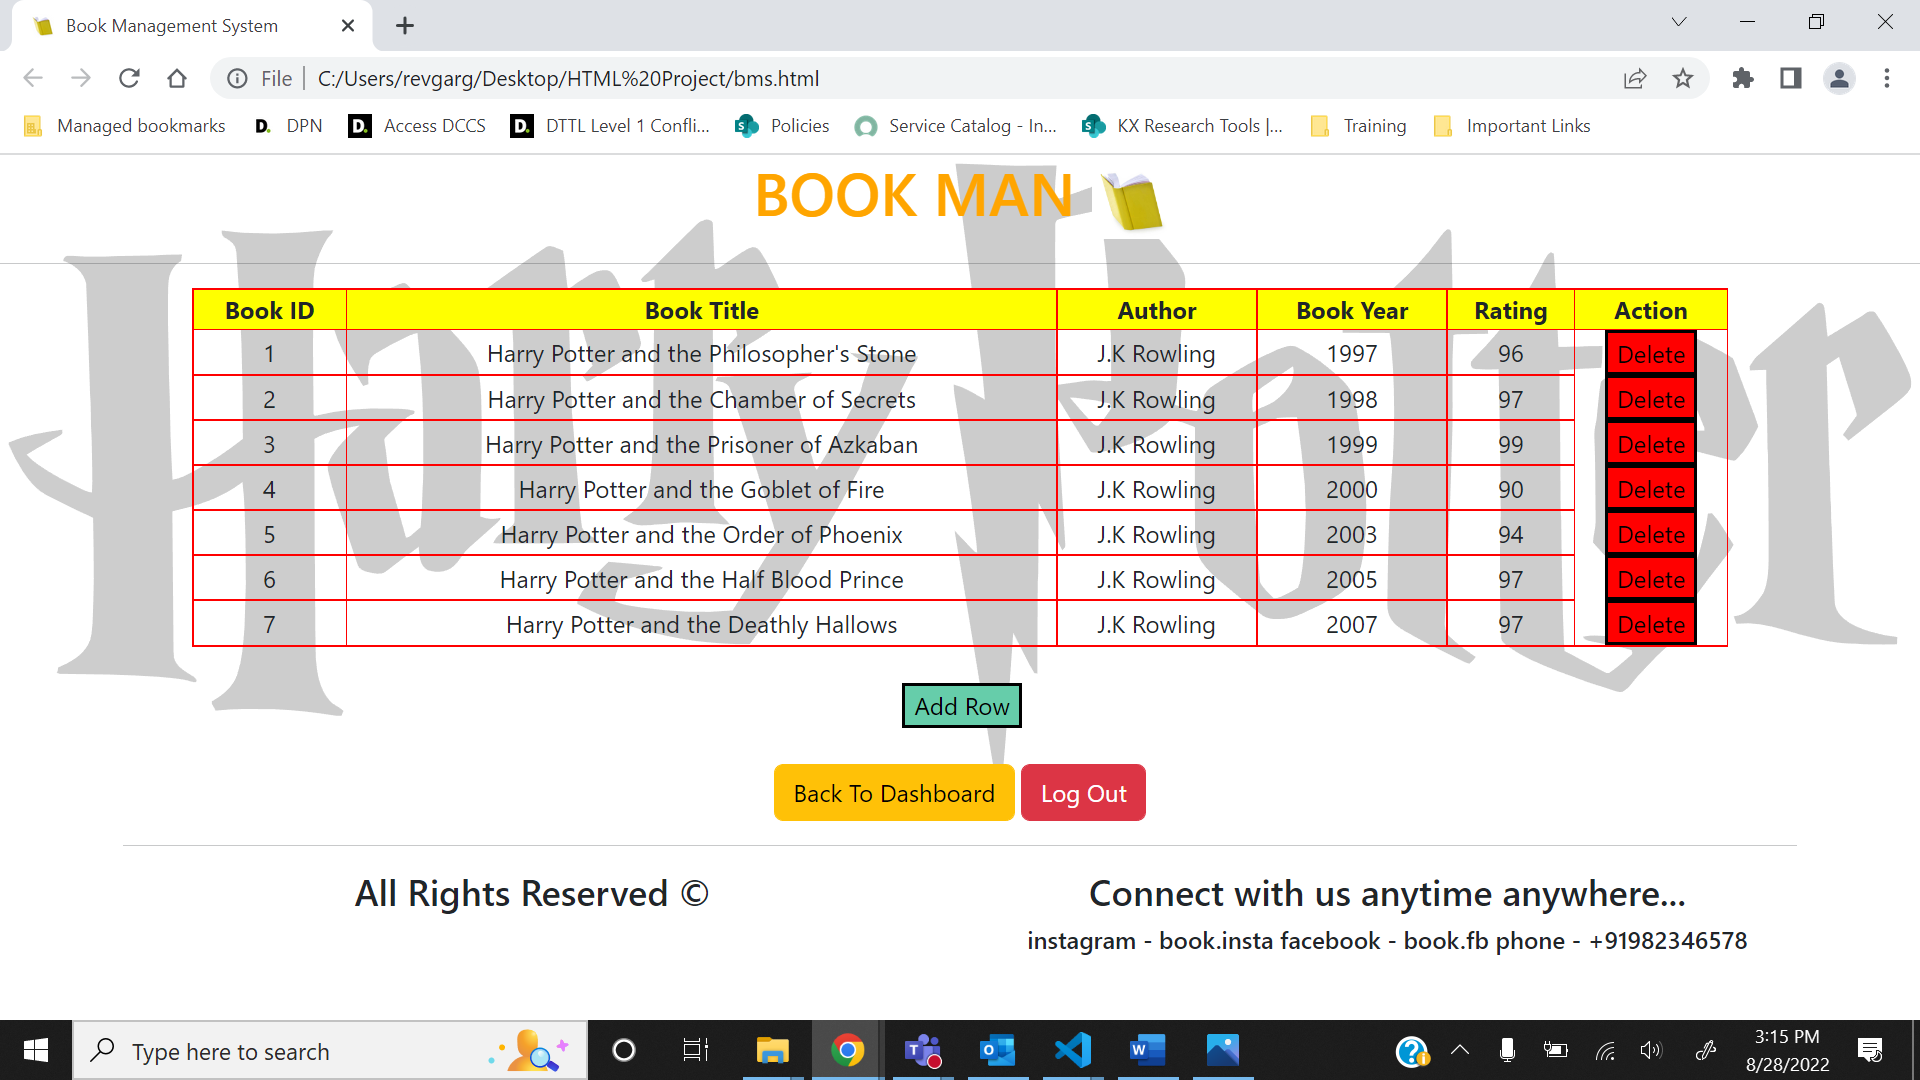 Book Management System
File C:/Users/revgarg/Desktop/HTML%20Project/bms.html
Managed bookmarks D. DPN D. Access DCCS D. DTTL Level 1 Confli... Policies Service Catalog - In... KX Research Tools |... Training Important Links
BOOK MAN
Harry Potter
Book ID Book Title Author Book Year Rating Action
1 Harry Potter and the Philosopher's Stone J.K Rowling 1997 96 Delete
2 Harry Potter and the Chamber of Secrets J.K Rowling 1998 97 Delete
3 Harry Potter and the Prisoner of Azkaban J.K Rowling 1999 99 Delete
4 Harry Potter and the Goblet of Fire J.K Rowling 2000 90 Delete
5 Harry Potter and the Order of Phoenix J.K Rowling 2003 94 Delete
6 Harry Potter and the Half Blood Prince J.K Rowling 2005 97 Delete
7 Harry Potter and the Deathly Hallows J.K Rowling 2007 97 Delete
Add Row
Back To Dashboard Log Out
All Rights Reserved © Connect with us anytime anywhere...
instagram - book.insta facebook - book.fb phone - +91982346578
Type here to search
3:15 PM
8/28/2022